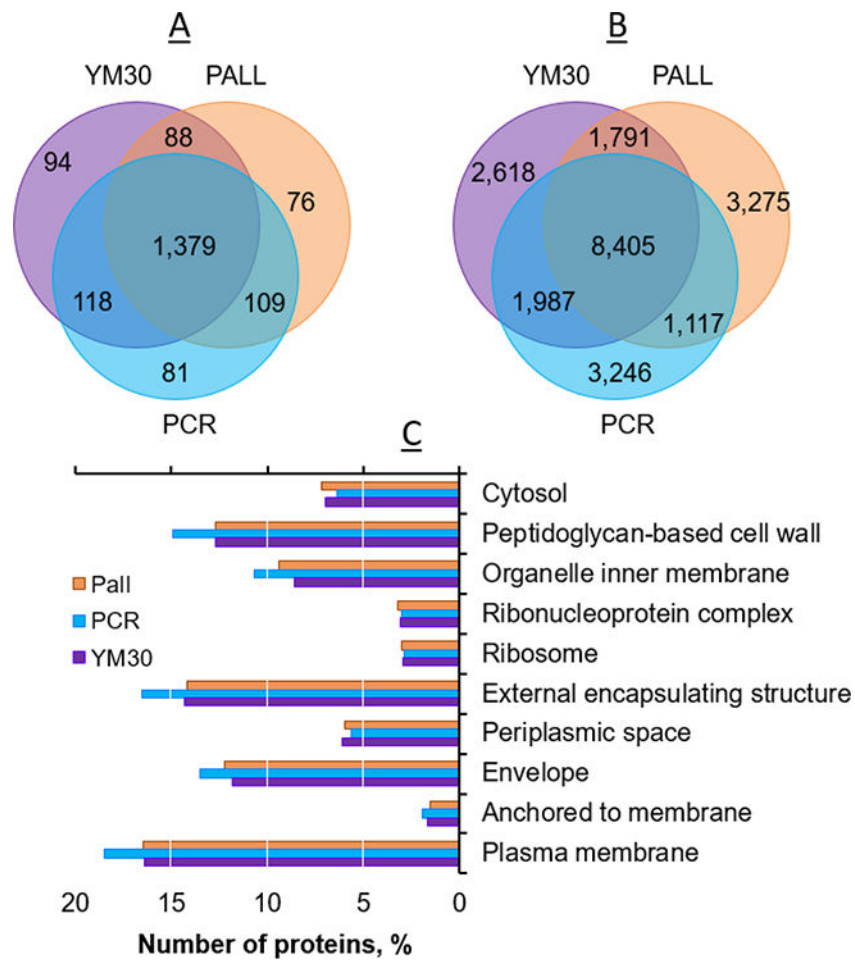 A
B
YM30
PALL
YM30
PALL
94
88
76
1,379
118
109
81
PCR
2,618
1,791
3,275
8,405
1,987
1,117
3,246
PCR
C
Cytosol
Peptidoglycan-based cell wall
Organelle inner membrane
Ribonucleoprotein complex
Ribosome
External encapsulating structure
Periplasmic space
Envelope
Anchored to membrane
Plasma membrane
Pall
PCR
YM30
20 15 10 5 0
Number of proteins, %